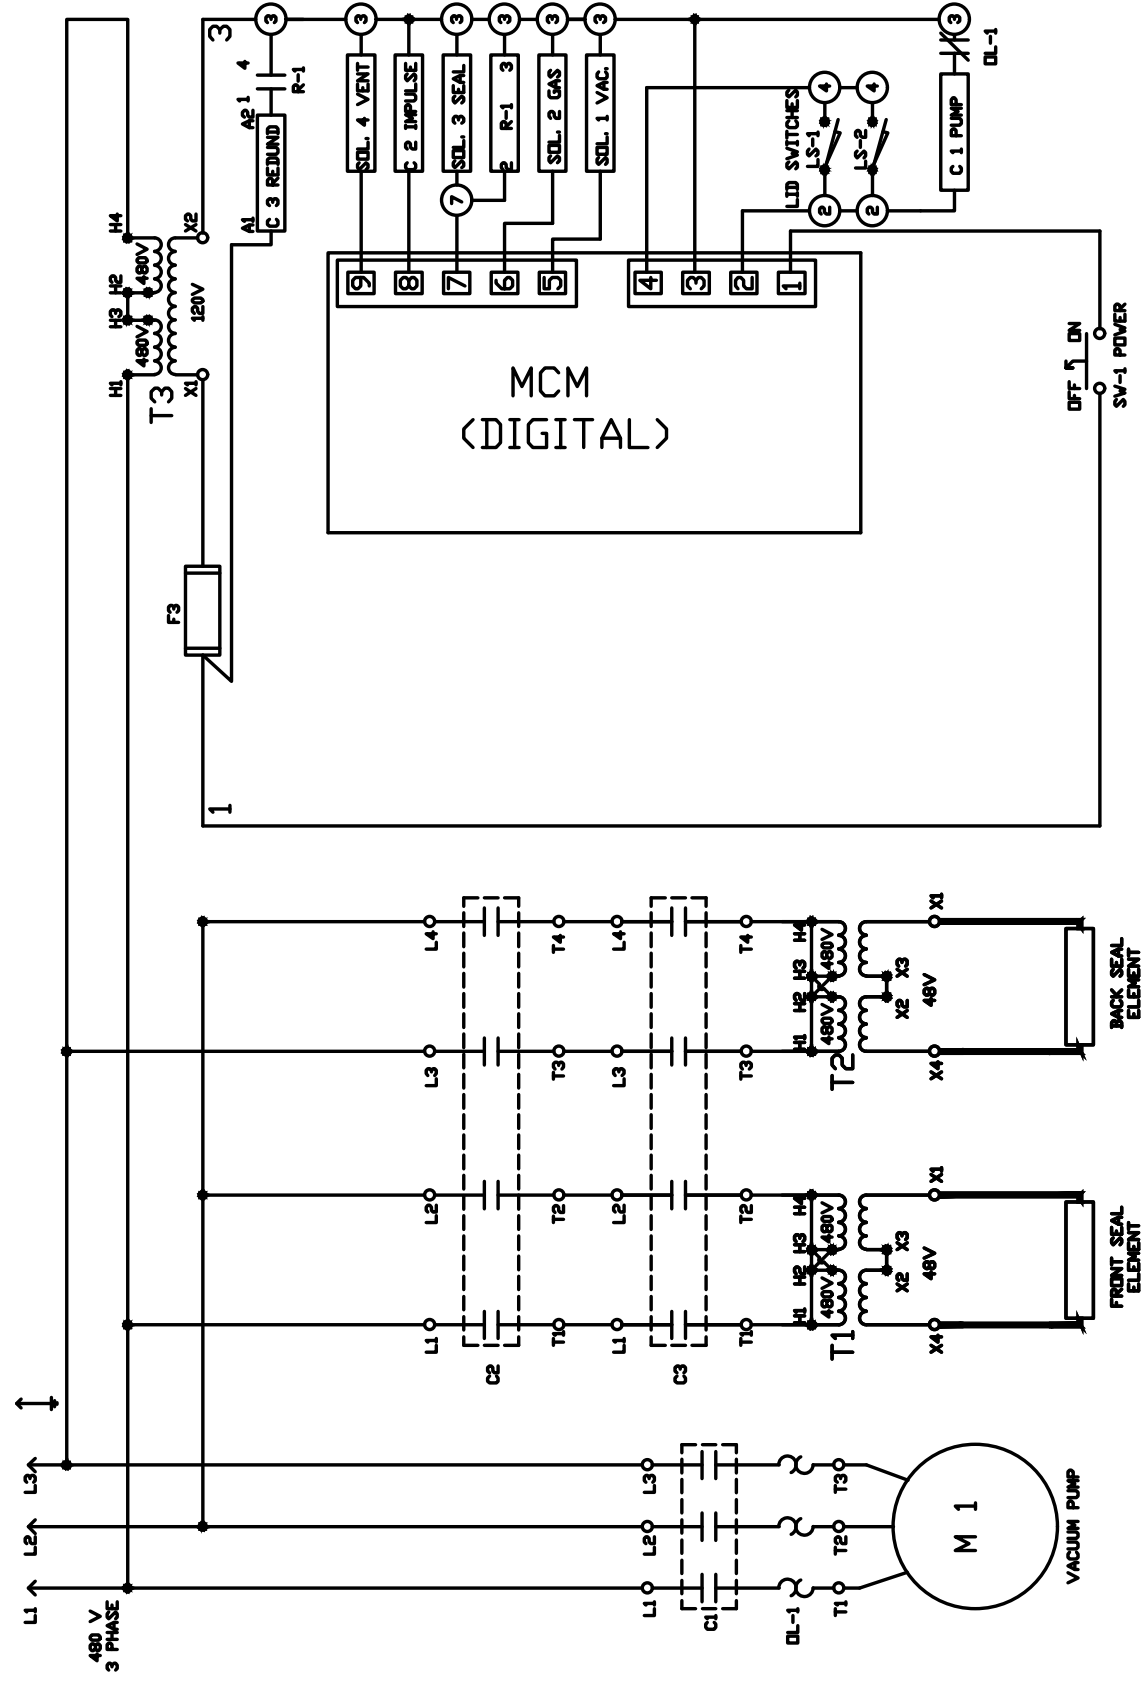 L1
L2
L3
480 V
3 PHASE
L1
L2
L3
C1
OL-1
T1
T2
T3
M 1
VACUUM PUMP
L1
L2
L3
L4
C2
T1
T2
T3
T4
L1
L2
L3
L4
C3
T1
T2
T3
T4
H1
H2
H3
H4
480V
480V
T1
X4
X2
X3
X1
48V
FRONT SEAL
ELEMENT
H1
H2
H3
H4
480V
480V
T2
X4
X2
X3
X1
48V
BACK SEAL
ELEMENT
1
F3
H1
H3
H2
H4
480V
480V
T3
X1
120V
X2
3
A1
C 3 REDUND
A2
1
4
R-1
3
SOL. 4 VENT
3
C 2 IMPULSE
SOL. 3 SEAL
3
7
2
R-1
3
3
SOL. 2 GAS
3
SOL. 1 VAC.
3
9
8
7
6
5
4
3
2
1
MCM
(DIGITAL)
LID SWITCHES
LS-1
LS-2
4
4
2
2
C 1 PUMP
OL-1
3
OFF
ON
SW-1 POWER